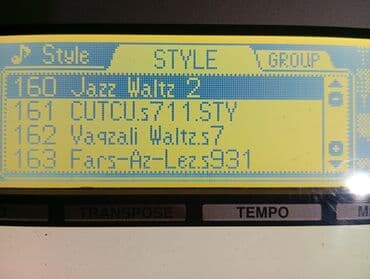 Style STYLE GROUP
160 Jazz Waltz 2
161 CUTCU.s711.STY
162 Vaqzali Waltz.s7
163 Fars-Az-Lez.s931
TRANSPOSE TEMPO